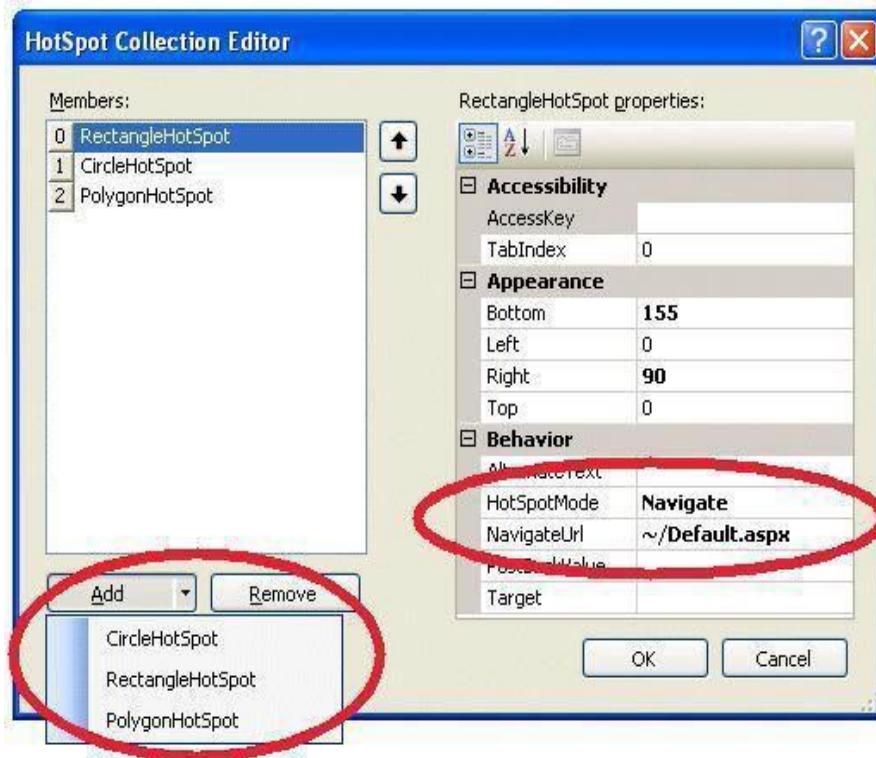 HotSpot Collection Editor
Members:
0 RectangleHotSpot
1 CircleHotSpot
2 PolygonHotSpot
Add
Remove
CircleHotSpot
RectangleHotSpot
PolygonHotSpot
RectangleHotSpot properties:
Accessibility
AccessKey
TabIndex 0
Appearance
Bottom 155
Left 0
Right 90
Top 0
Behavior
AlternateText
HotSpotMode Navigate
NavigateUrl ~/Default.aspx
PostBackValue
Target
OK
Cancel